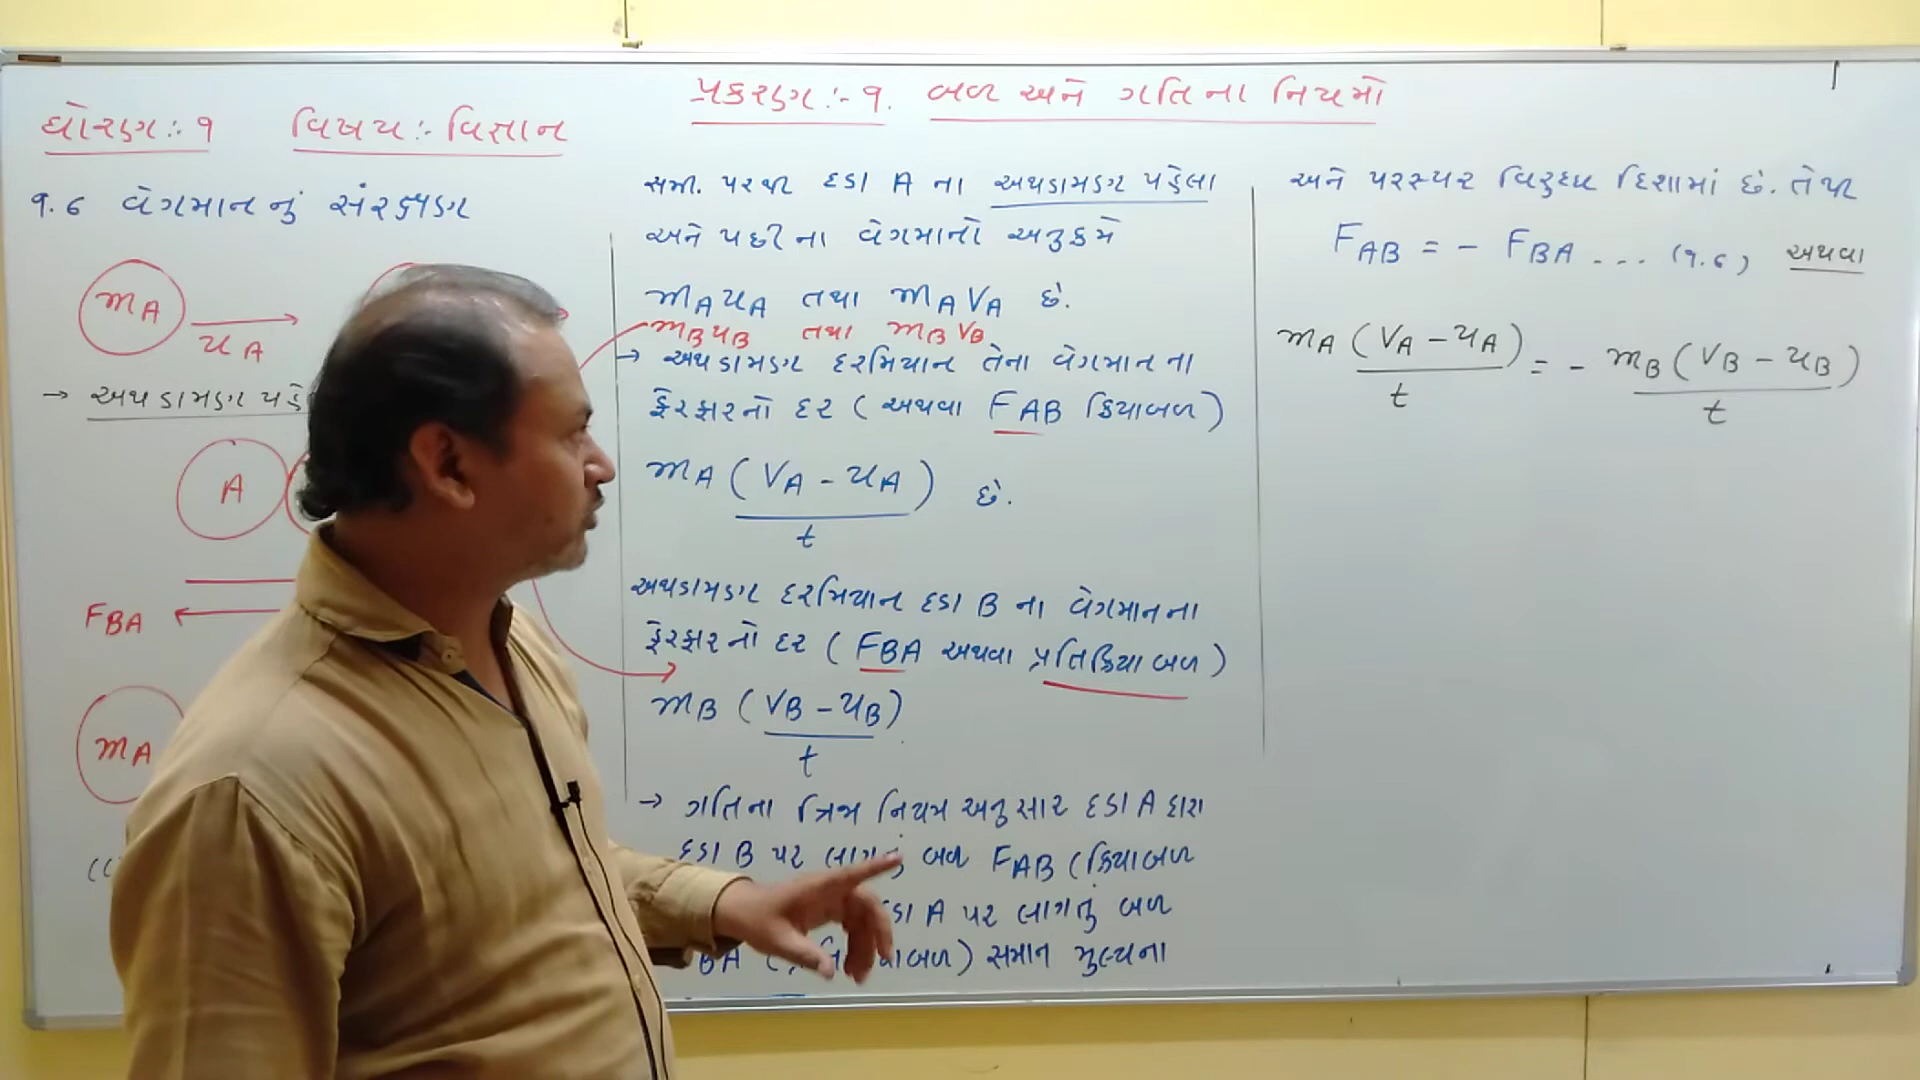 પ્રકરણ:- ૧. બળ અને ગતિના નિયમો
ધોરણ:- ૧ વિષય:- વિજ્ઞાન
૧.૬ વેગમાનનું સંરક્ષણ
mA
uA
→ અથડામણ
A
FBA
mA
સમી. પરથી દડા A ના અથડામણ પહેલા
અને પછી ના વેગમાનો અનુક્રમે
mAuA તથા mAVA છે.
mBuB તથા mBVB
→ અથડામણ દરમિયાન તેના વેગમાન ના
ફેરફારનો દર ( અથવા FAB ક્રિયાબળ )
mA (VA - uA) છે.
t
અથડામણ દરમિયાન દડા B ના વેગમાનના
ફેરફારનો દર ( FBA અથવા પ્રતિક્રિયા બળ )
mB (VB - uB)
t
→ ગતિના ત્રિજા નિયમ અનુસાર દડા A દ્વારા
દડા B પર લાગતું બળ FAB (ક્રિયાબળ
A પર લાગતું બળ
BA સમાન મુલ્યના
અને પરસ્પર વિરુદ્ધ દિશામાં છે. તેથી
FAB = - FBA ... (૧.૬) અથવા
mA (VA - uA) = - mB (VB - uB)
t t